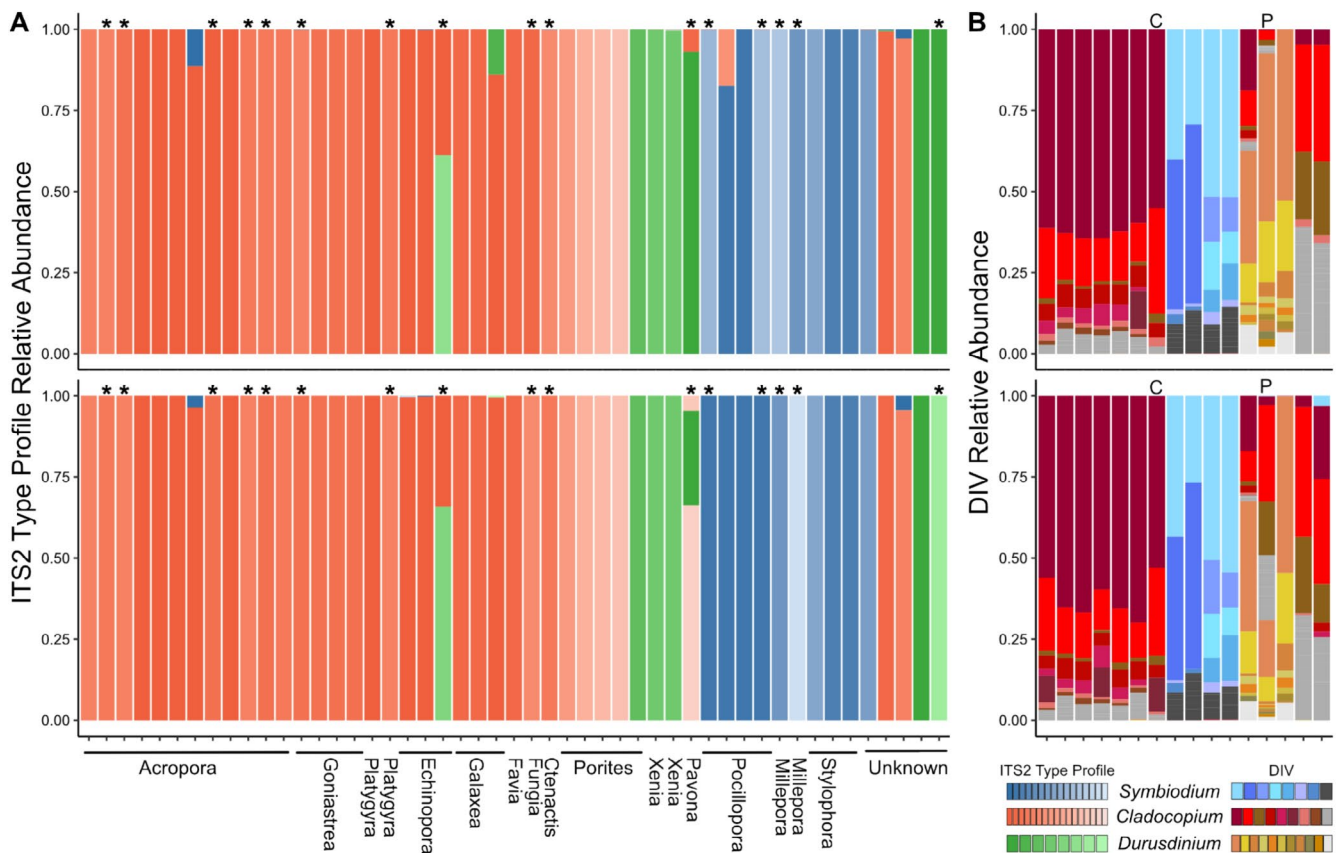 A
B
ITS2 Type Profile Relative Abundance
* * * * * * * * * * * * * * * *
1.00
0.75
0.50
0.25
0.00
* * * * * * * * * * * * * * * *
1.00
0.75
0.50
0.25
0.00
Acropora
Goniastrea
Platygyra
Platygyra
Echinopora
Galaxea
Favia
Fungia
Ctenactis
Porites
Xenia
Xenia
Pavona
Pocillopora
Millepora
Millepora
Stylophora
Unknown
DIV Relative Abundance
C P
1.00
0.75
0.50
0.25
0.00
C P
1.00
0.75
0.50
0.25
0.00
ITS2 Type Profile DIV
Symbiodium
Cladocopium
Durusdinium